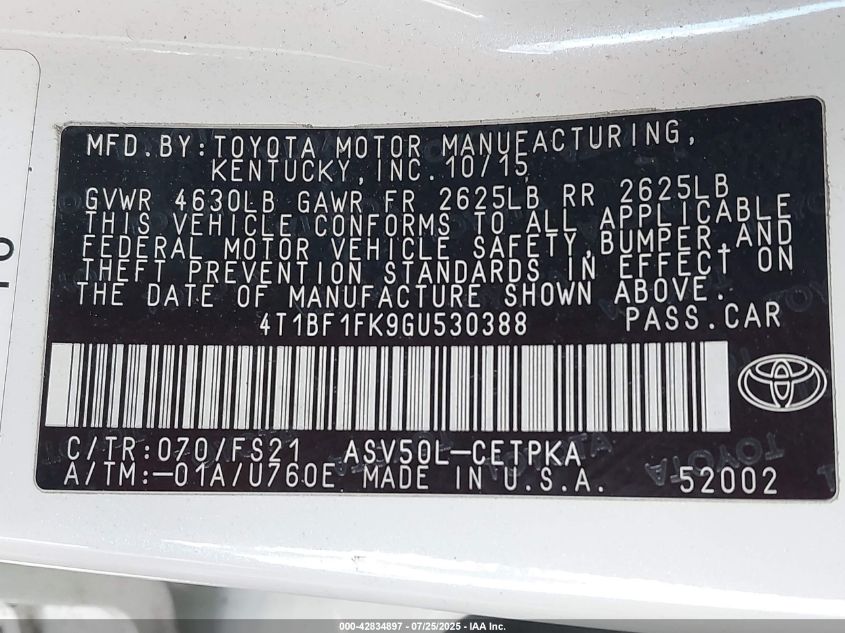 MFD.BY:TOYOTA MOTOR MANUFACTURING,
KENTUCKY, INC. 10/15
GVWR 4630LB GAWR FR 2625LB RR 2625LB
THIS VEHICLE CONFORMS TO ALL APPLICABLE
FEDERAL MOTOR VEHICLE SAFETY, BUMPER, AND
THEFT PREVENTION STANDARDS IN EFFECT ON
THE DATE OF MANUFACTURE SHOWN ABOVE.
4T1BF1FK9GU530388 PASS.CAR
C/TR:070/FS21 ASV50L-CETPKA
A/TM:-01A/U760E MADE IN U.S.A. 52002
000-42834897 - 07/25/2025 - IAA Inc.